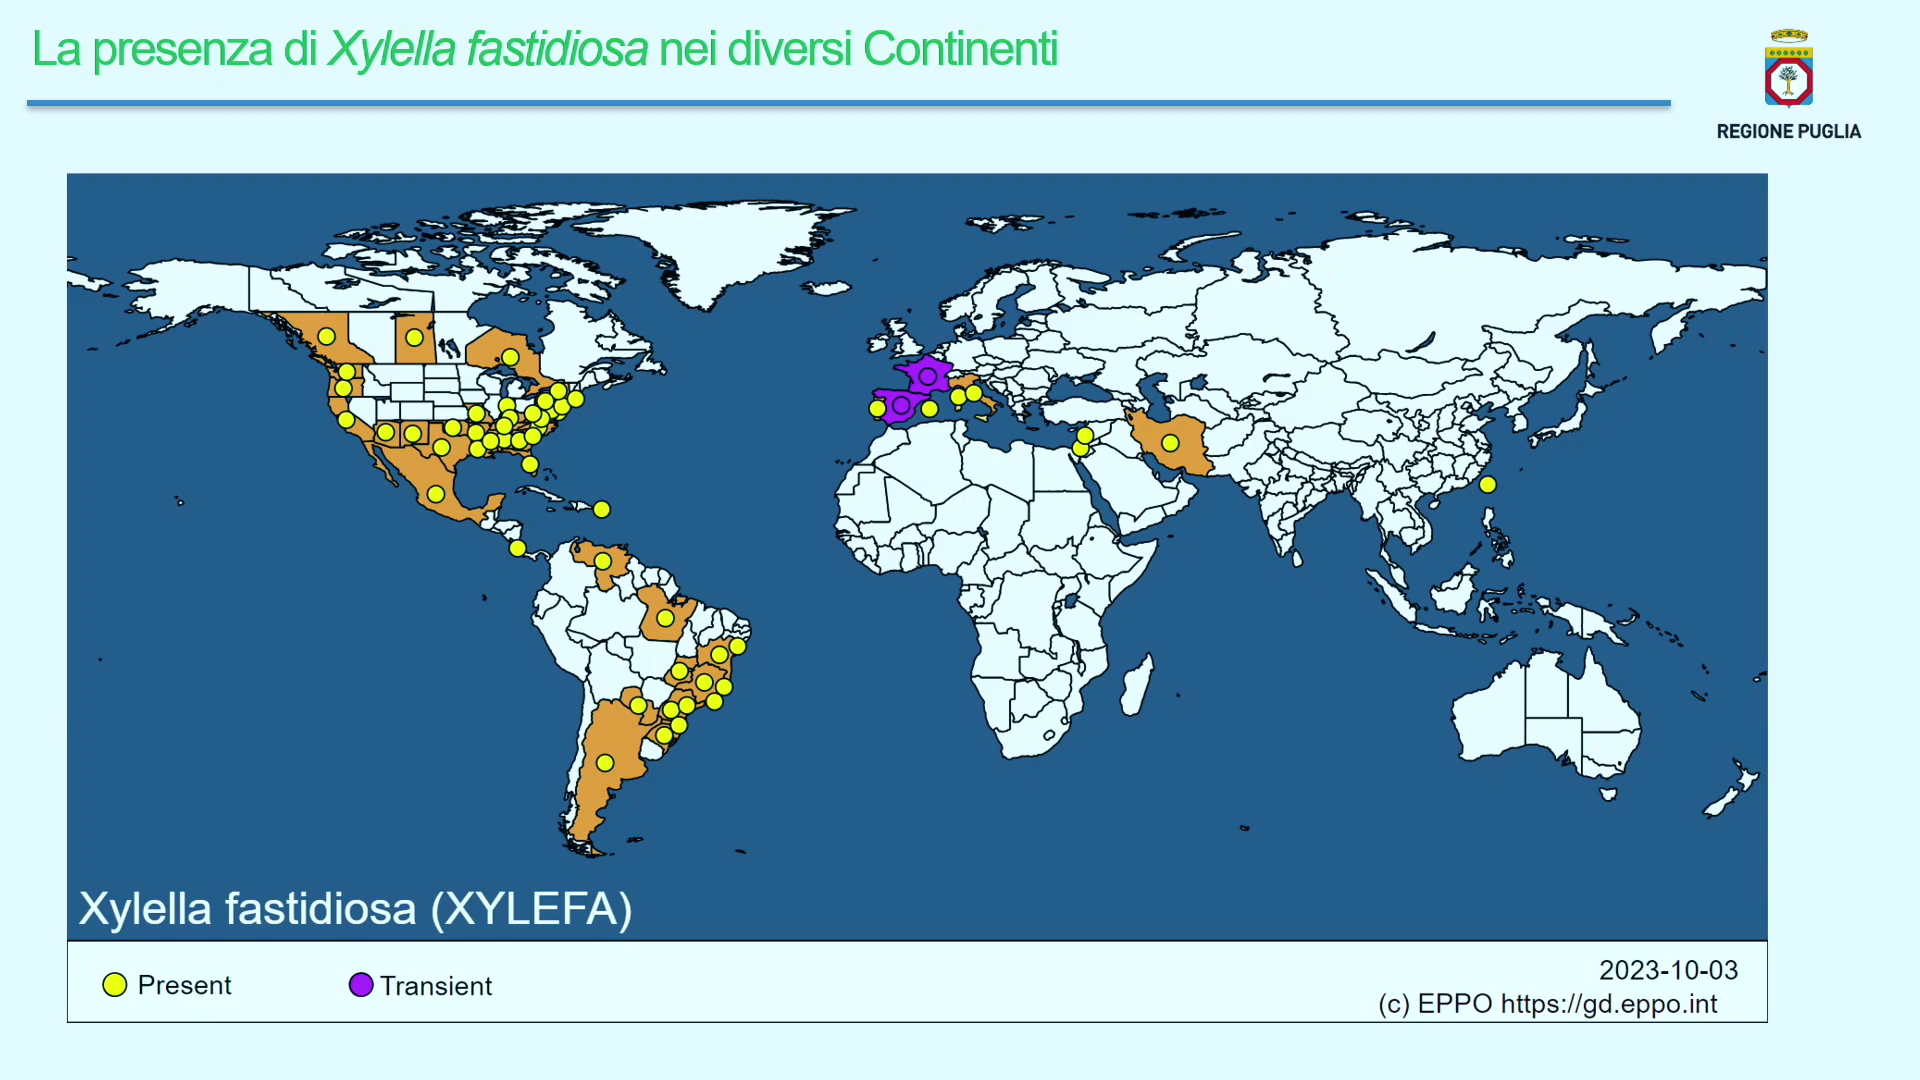 La presenza di Xylella fastidiosa nei diversi Continenti
REGIONE PUGLIA
Xylella fastidiosa (XYLEFA)
Present
Transient
2023-10-03
(c) EPPO https://gd.eppo.int